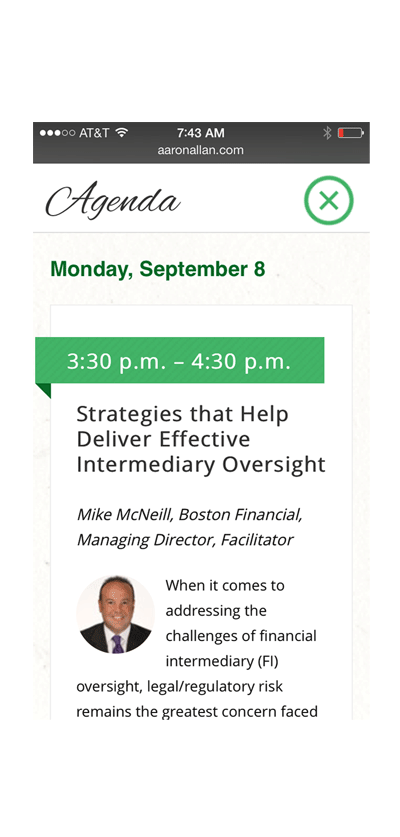 AT&T 7:43 AM
aaronallan.com
Agenda
Monday, September 8
3:30 p.m. – 4:30 p.m.
Strategies that Help
Deliver Effective
Intermediary Oversight
Mike McNeill, Boston Financial,
Managing Director, Facilitator
When it comes to
addressing the
challenges of financial
intermediary (FI)
oversight, legal/regulatory risk
remains the greatest concern faced